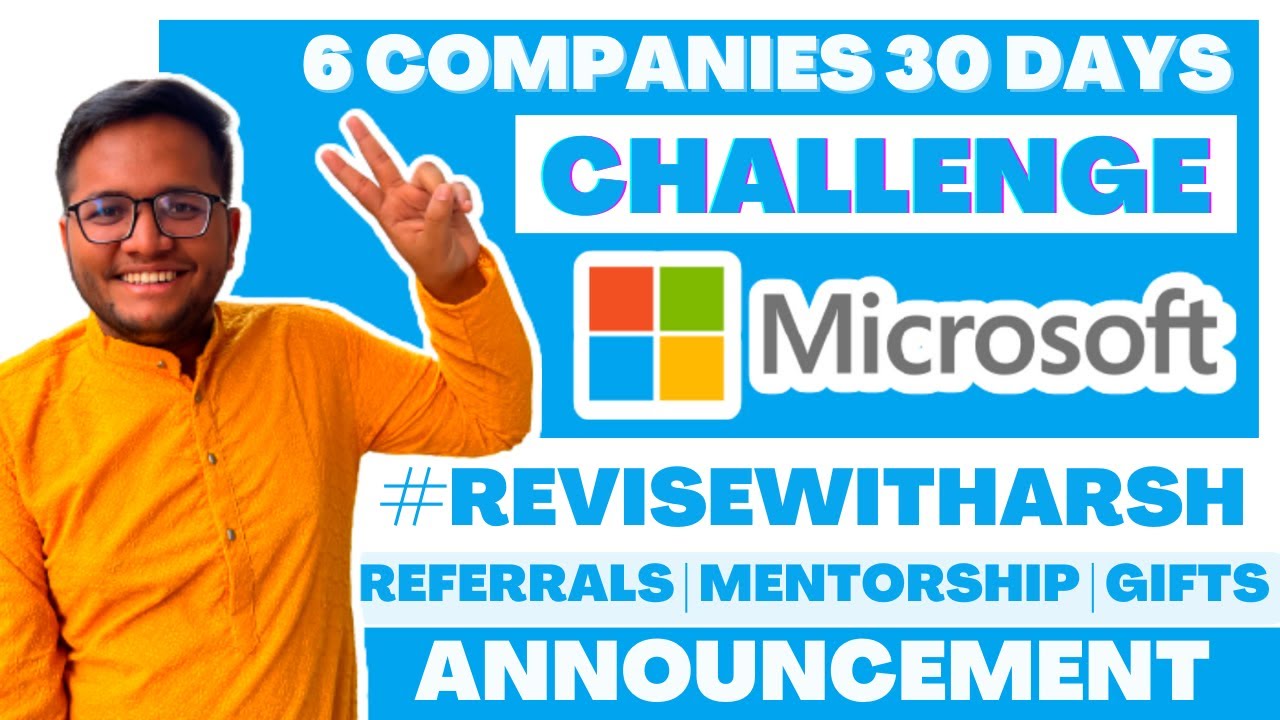 6 COMPANIES 30 DAYS
CHALLENGE
Microsoft
#REVISEWITHARSH
REFERRALS | MENTORSHIP | GIFTS
ANNOUNCEMENT